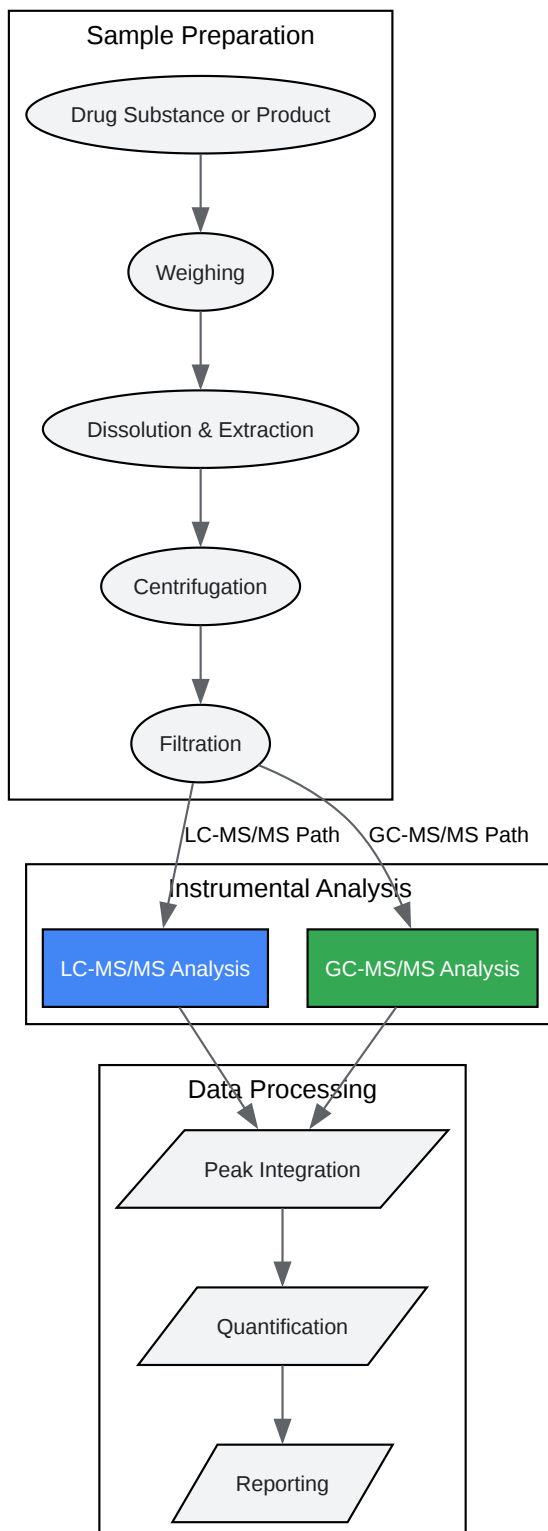 Sample Preparation
Drug Substance or Product
Weighing
Dissolution & Extraction
Centrifugation
Filtration
LC-MS/MS Path
GC-MS/MS Path
Instrumental Analysis
LC-MS/MS Analysis
GC-MS/MS Analysis
Data Processing
Peak Integration
Quantification
Reporting